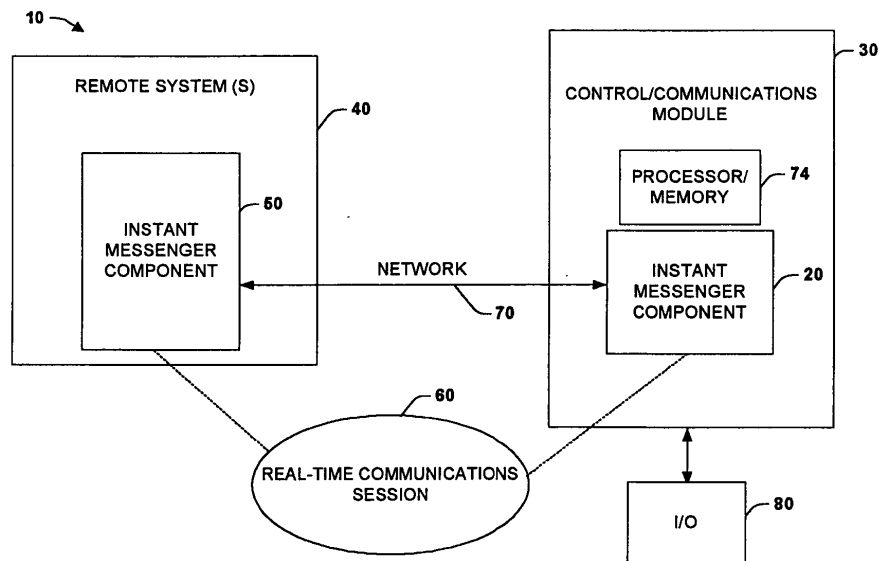 10
REMOTE SYSTEM (S)
40
50
INSTANT
MESSENGER
COMPONENT
NETWORK
70
30
CONTROL/COMMUNICATIONS
MODULE
PROCESSOR/
MEMORY
74
INSTANT
MESSENGER
COMPONENT
20
60
REAL-TIME COMMUNICATIONS
SESSION
I/O
80